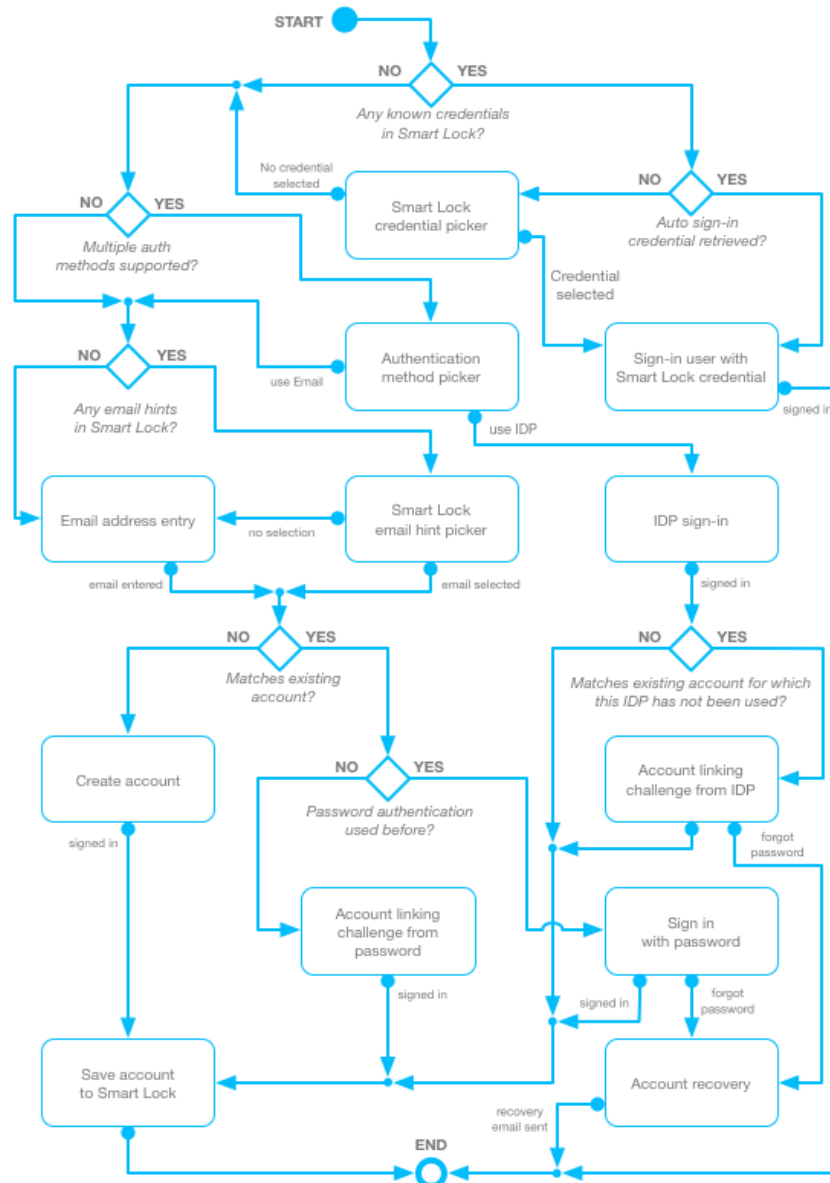 START
NO
YES
Any known credentials
in Smart Lock?
No credential
selected
Smart Lock
credential picker
NO
YES
Auto sign-in
credential retrieved?
NO
YES
Multiple auth
methods supported?
Credential
selected
Authentication
method picker
use Email
Sign-in user with
Smart Lock credential
signed in
NO
YES
Any email hints
in Smart Lock?
use IDP
Email address entry
no selection
Smart Lock
email hint picker
IDP sign-in
email entered
email selected
signed in
NO
YES
Matches existing
account?
NO
YES
Matches existing account for which
this IDP has not been used?
Create account
NO
YES
Password authentication
used before?
Account linking
challenge from IDP
signed in
forgot
password
Account linking
challenge from
password
Sign in
with password
signed in
signed in
forgot
password
Save account
to Smart Lock
Account recovery
recovery
email sent
END